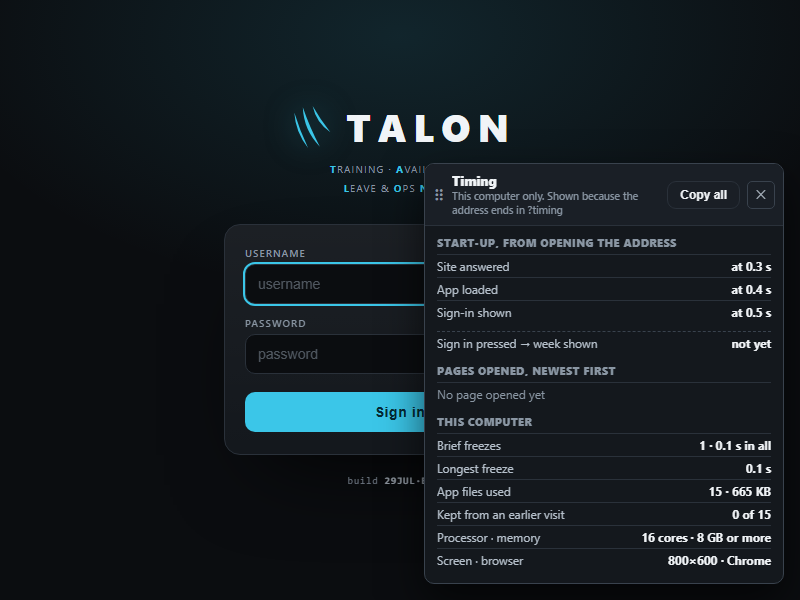 TALON
TRAINING · AVAI
LEAVE & OPS
USERNAME
username
PASSWORD
password
Sign in
build 29JUL
Timing
This computer only. Shown because the
address ends in ?timing
Copy all
START-UP, FROM OPENING THE ADDRESS
Site answered at 0.3 s
App loaded at 0.4 s
Sign-in shown at 0.5 s
Sign in pressed → week shown not yet
PAGES OPENED, NEWEST FIRST
No page opened yet
THIS COMPUTER
Brief freezes 1 · 0.1 s in all
Longest freeze 0.1 s
App files used 15 · 665 KB
Kept from an earlier visit 0 of 15
Processor · memory 16 cores · 8 GB or more
Screen · browser 800×600 · Chrome